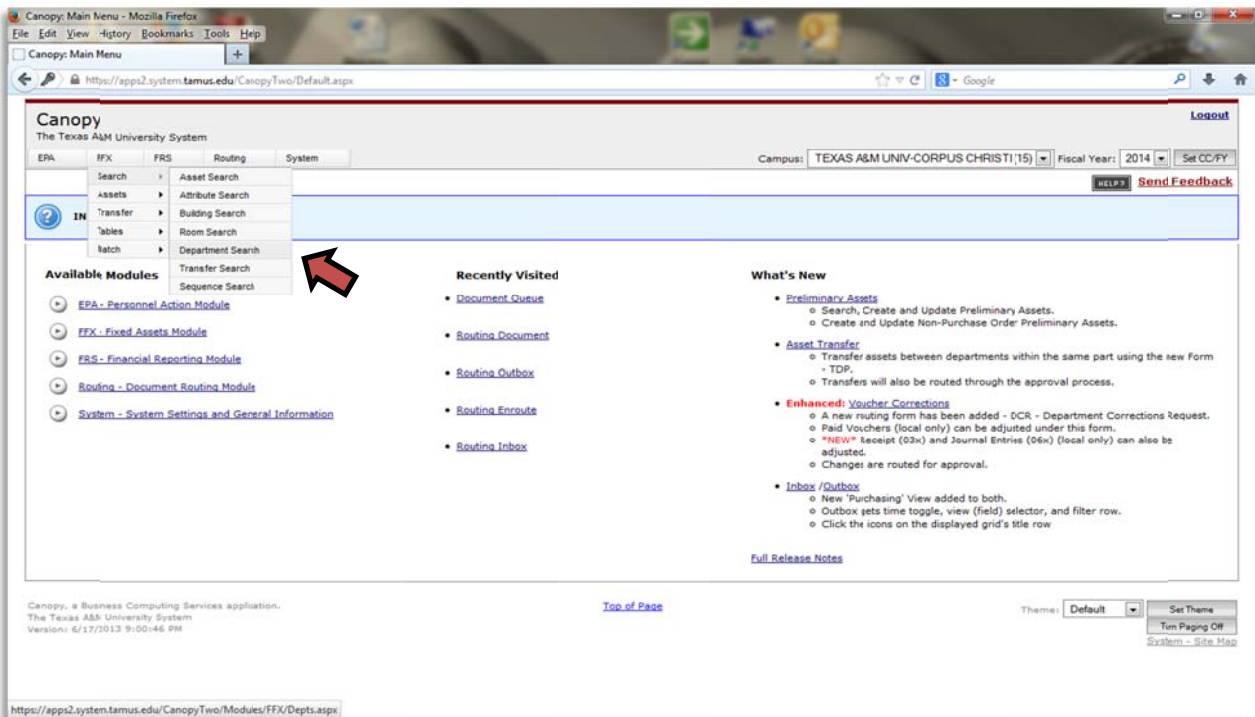 Canopy: Main Menu - Mozilla Firefox
File Edit View History Bookmarks Tools Help
Canopy: Main Menu
https://apps2.system.tamus.edu/CanopyTwo/Default.aspx
Google
Canopy
Logout
The Texas A&M University System
EPA FFX FRS Routing System
Campus: TEXAS A&M UNIV-CORPUS CHRISTI (15) Fiscal Year: 2014 Set CC/FY
HELP? Send Feedback
Search Asset Search
Assets Attribute Search
IN Transfer Building Search
Tables Room Search
Batch Department Search
Transfer Search
Sequence Search
Available Modules
EPA - Personnel Action Module
FFX - Fixed Assets Module
FRS - Financial Reporting Module
Routing - Document Routing Module
System - System Settings and General Information
Recently Visited
• Document Queue
• Routing Document
• Routing Outbox
• Routing Enroute
• Routing Inbox
What's New
• Preliminary Assets
o Search, Create and Update Preliminary Assets.
o Create and Update Non-Purchase Order Preliminary Assets.
• Asset Transfer
o Transfer assets between departments within the same part using the new Form
- TDP.
o Transfers will also be routed through the approval process.
• Enhanced: Voucher Corrections
o A new routing form has been added - DCR - Department Corrections Request.
o Paid Vouchers (local only) can be adjusted under this form.
o *NEW* Receipt (03x) and Journal Entries (06x) (local only) can also be
adjusted.
o Changes are routed for approval.
• Inbox /Outbox
o New 'Purchasing' View added to both.
o Outbox gets time toggle, view (field) selector, and filter row.
o Click the icons on the displayed grid's title row
Full Release Notes
Canopy, a Business Computing Services application.
The Texas A&M University System
Version: 6/17/2013 9:00:46 PM
Top of Page
Theme: Default Set Theme
Turn Paging Off
System - Site Map
https://apps2.system.tamus.edu/CanopyTwo/Modules/FFX/Depts.aspx